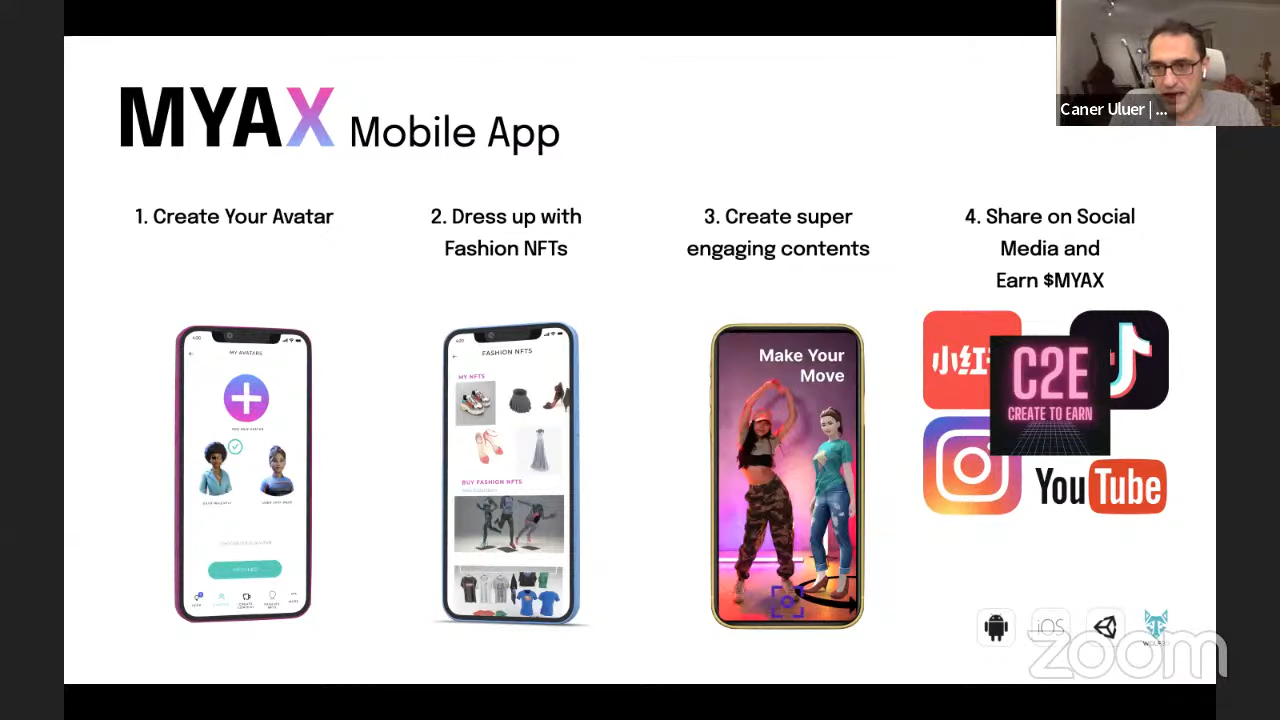 MYAX Mobile App
Caner Uluer | ...
1. Create Your Avatar
2. Dress up with
Fashion NFTs
3. Create super
engaging contents
4. Share on Social
Media and
Earn $MYAX
MY AVATARS
FASHION NFTS
MY NFTS
BUY FASHION NFTS
Make Your
Move
小红
C2E
CREATE TO EARN
YouTube
iOS
zoom